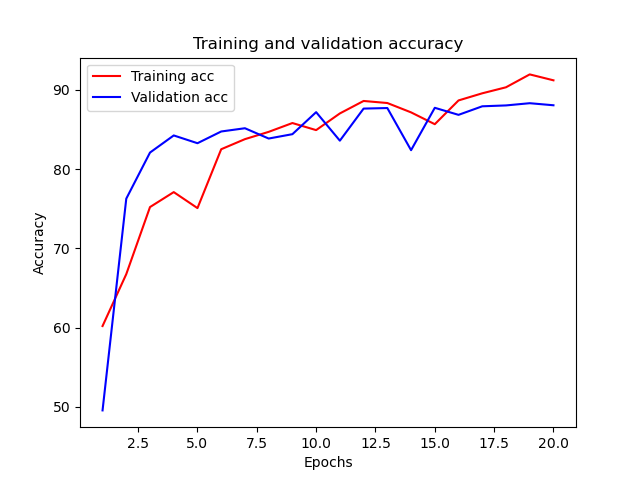 Training and validation accuracy
Training acc
Validation acc
90
80
70
60
50
Accuracy
2.5 5.0 7.5 10.0 12.5 15.0 17.5 20.0
Epochs